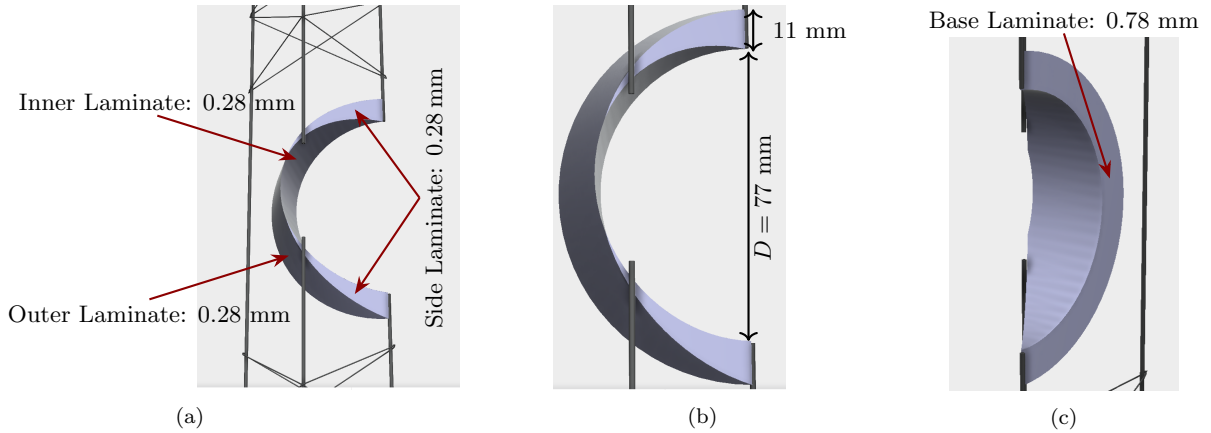 Base Laminate: 0.78 mm
11 mm
Inner Laminate: 0.28 mm
Side Laminate: 0.28 mm
D = 77 mm
Outer Laminate: 0.28 mm
(a)
(b)
(c)